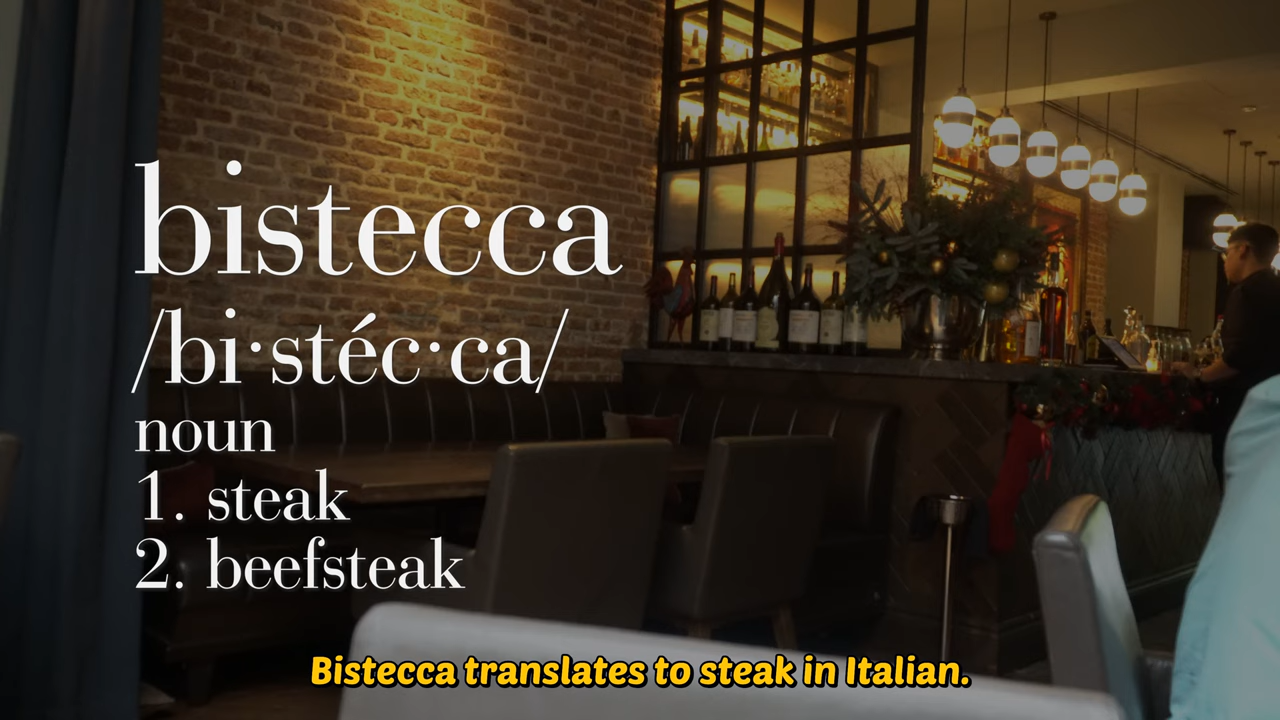 bistecca
/bi·stéc·ca/
noun
1. steak
2. beefsteak
Bistecca translates to steak in Italian.